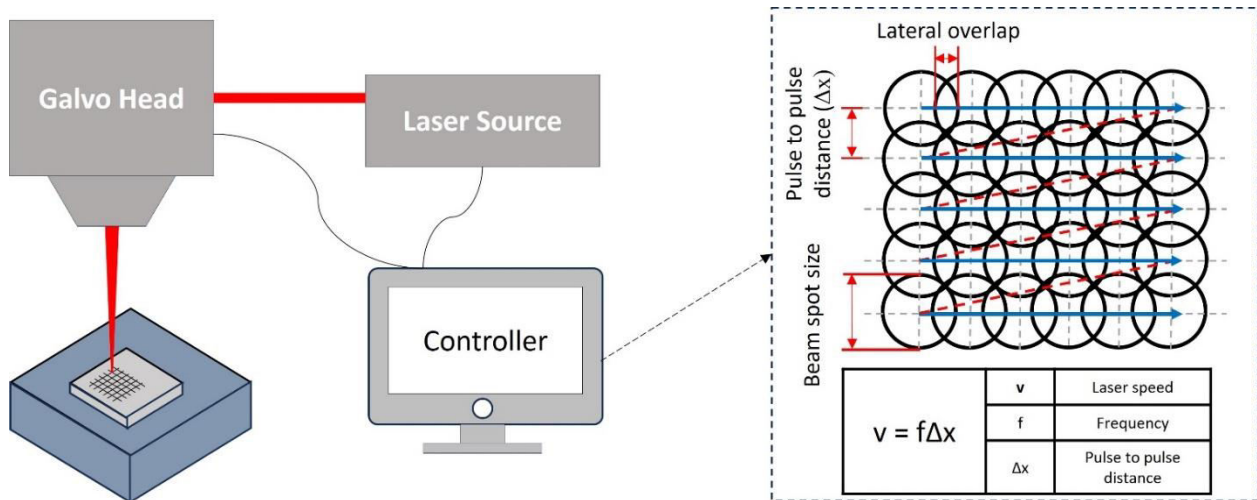 Galvo Head
Laser Source
Controller
Lateral overlap
Pulse to pulse
distance (Δx)
Beam spot size
v = fΔx
v
Laser speed
f
Frequency
Δx
Pulse to pulse
distance